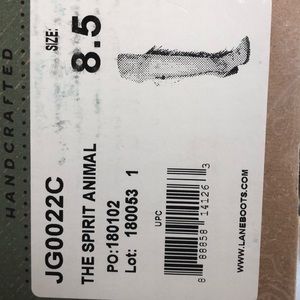 HANDCRAFTED
JG0022C
SIZE:
8.5
THE SPIRIT ANIMAL
PO:180102
Lot: 180053 1
UPC
8 88858 14126 3
WWW.LANEBOOTS.COM